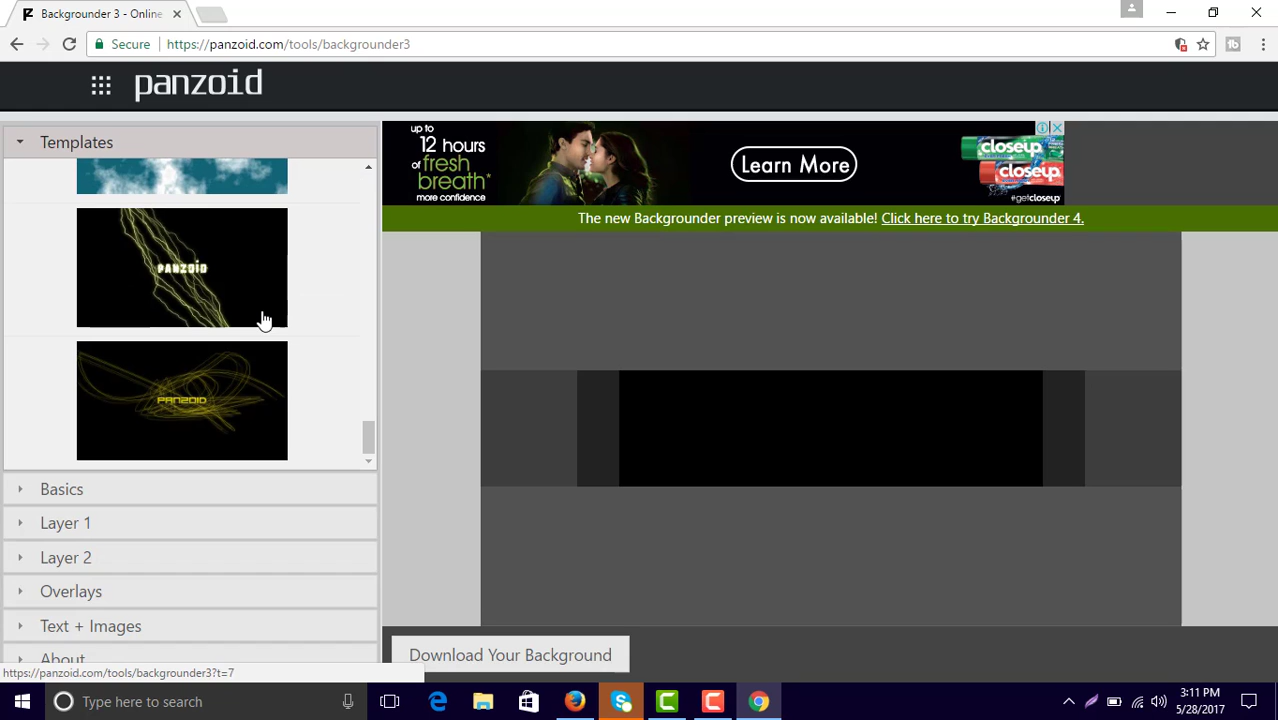 Backgrounder 3 - Online
Secure
https://panzoid.com/tools/backgrounder3
panzoid
Templates
PANZOID
PANZOID
Basics
Layer 1
Layer 2
Overlays
Text + Images
About
https://panzoid.com/tools/backgrounder3?t=7
up to
12 hours
of fresh
breath*
more confidence
Learn More
closeup
closeup
#getcloseup*
The new Backgrounder preview is now available! Click here to try Backgrounder 4.
Download Your Background
Type here to search
3:11 PM
5/28/2017